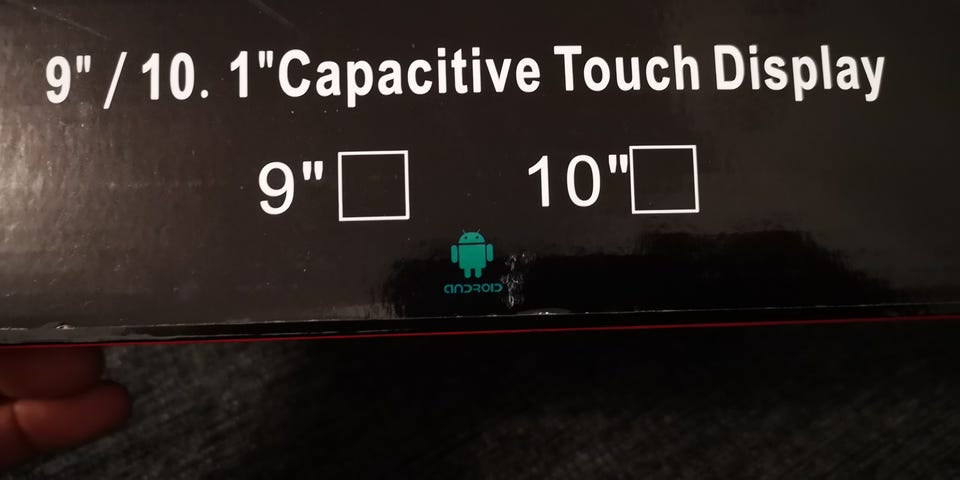 9" / 10. 1"Capacitive Touch Display
9" 10"
ANDROID